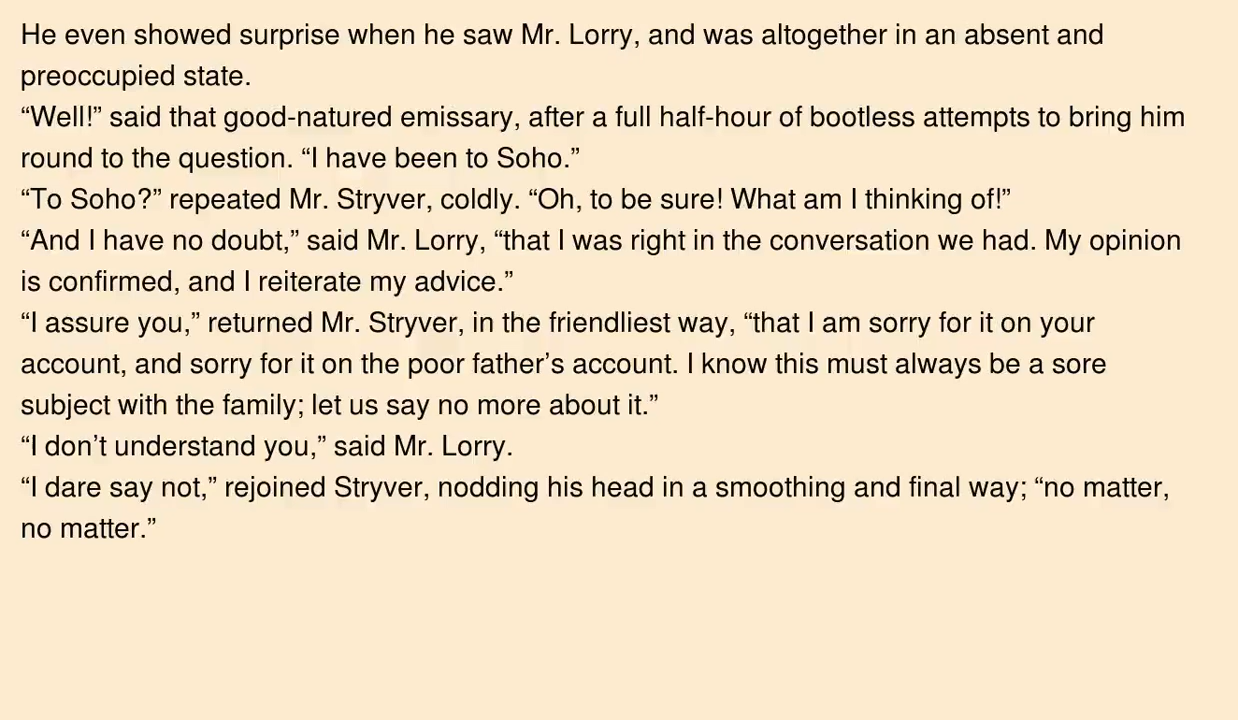 He even showed surprise when he saw Mr. Lorry, and was altogether in an absent and
preoccupied state.
“Well!” said that good-natured emissary, after a full half-hour of bootless attempts to bring him
round to the question. “I have been to Soho.”
“To Soho?” repeated Mr. Stryver, coldly. “Oh, to be sure! What am I thinking of!”
“And I have no doubt,” said Mr. Lorry, “that I was right in the conversation we had. My opinion
is confirmed, and I reiterate my advice.”
“I assure you,” returned Mr. Stryver, in the friendliest way, “that I am sorry for it on your
account, and sorry for it on the poor father’s account. I know this must always be a sore
subject with the family; let us say no more about it.”
“I don’t understand you,” said Mr. Lorry.
“I dare say not,” rejoined Stryver, nodding his head in a smoothing and final way; “no matter,
no matter.”